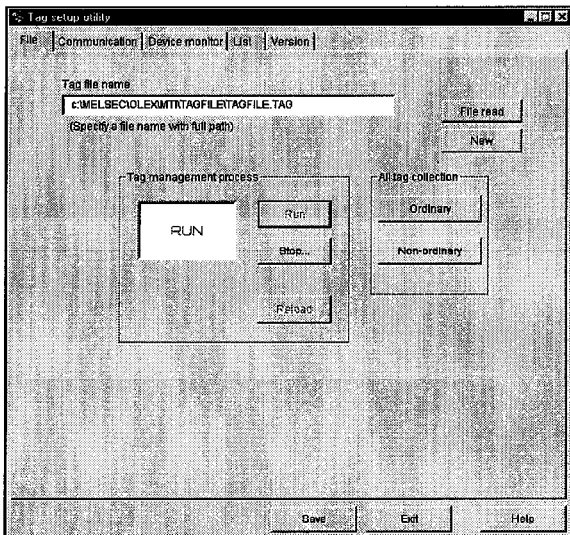 Tag setup utility
File Communication Device monitor List Version
Tag file name
c:\MELSEC\OLEX\MTI\TAGFILE\TAGFILE.TAG
(Specify a file name with full path)
File read
New
Tag management process
RUN
Run
Stop...
Reload
All tag collection
Ordinary
Non-ordinary
Save Exit Help